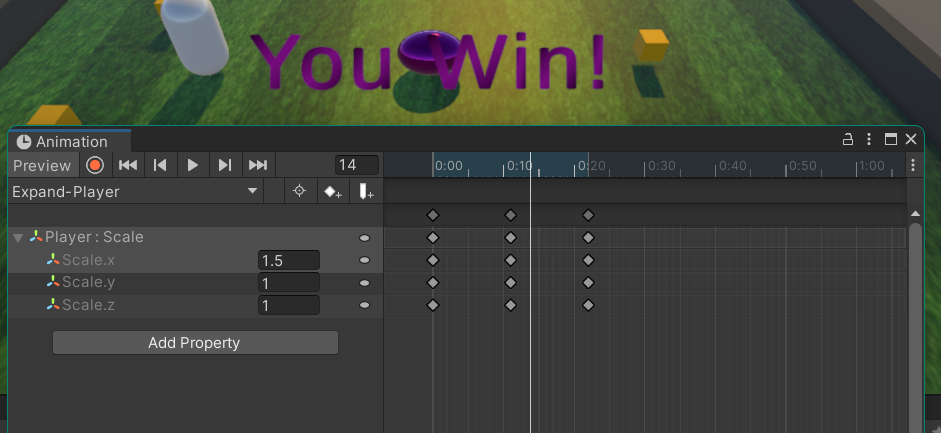 You Win!
Animation
Preview 14 0:00 0:10 0:20 0:30 0:40 0:50 1:00
Expand-Player
Player : Scale
Scale.x 1.5
Scale.y 1
Scale.z 1
Add Property